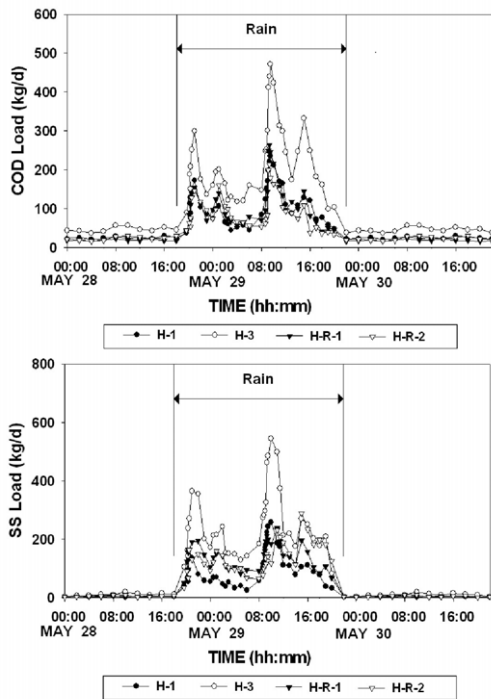 600
500
400
300
200
100
0
COD Load (kg/d)
Rain
00:00 08:00 16:00 00:00 08:00 16:00 00:00 08:00 16:00
MAY 28 MAY 29 MAY 30
TIME (hh:mm)
H-1 H-3 H-R-1 H-R-2
800
600
400
200
0
SS Load (kg/d)
Rain
00:00 08:00 16:00 00:00 08:00 16:00 00:00 08:00 16:00
MAY 28 MAY 29 MAY 30
TIME (hh:mm)
H-1 H-3 H-R-1 H-R-2